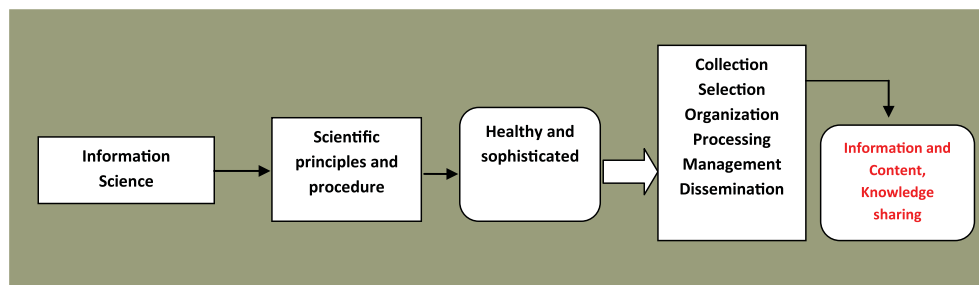 Information
Science
Scientific
principles and
procedure
Healthy and
sophisticated
Collection
Selection
Organization
Processing
Management
Dissemination
Information and
Content,
Knowledge
sharing